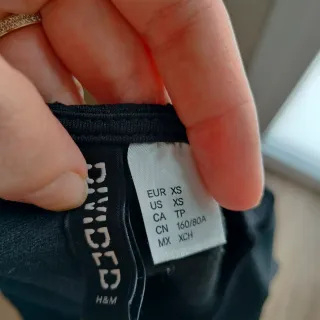 DIVIDED
H&M
EUR XS
US XS
CA TP
CN 160/80A
MX XCH